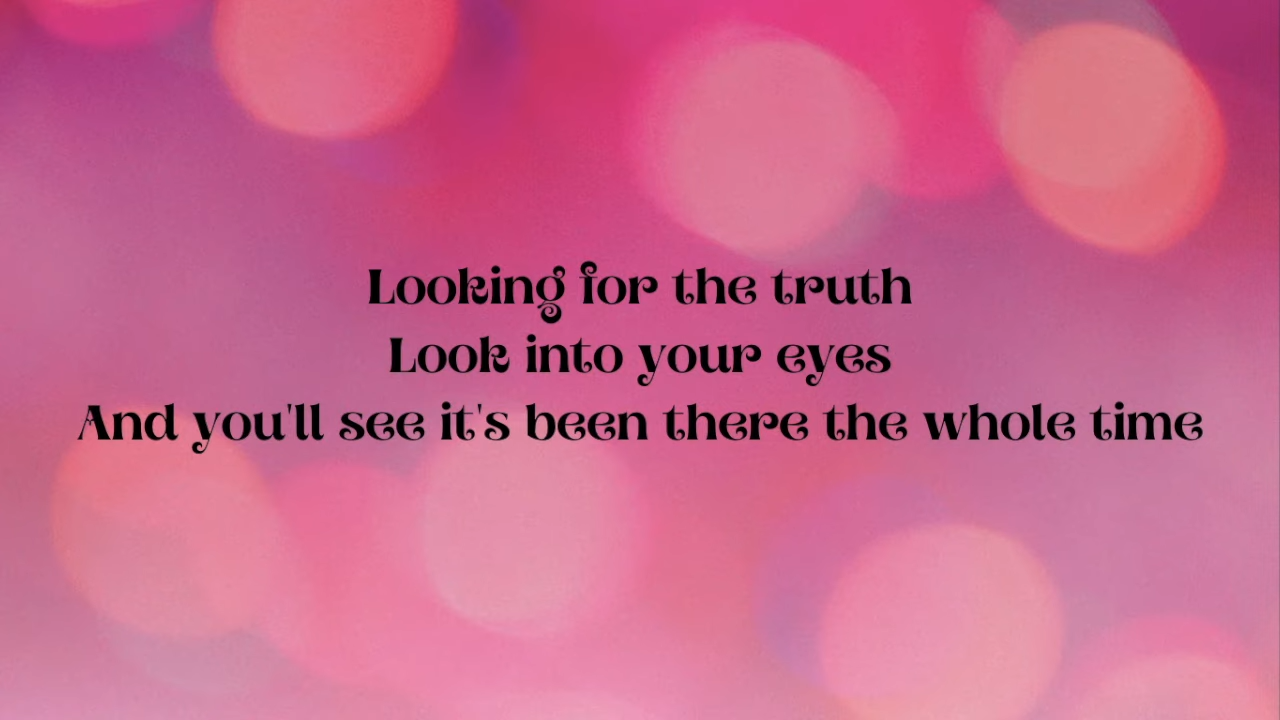 Looking for the truth
Look into your eyes
And you'll see it's been there the whole time